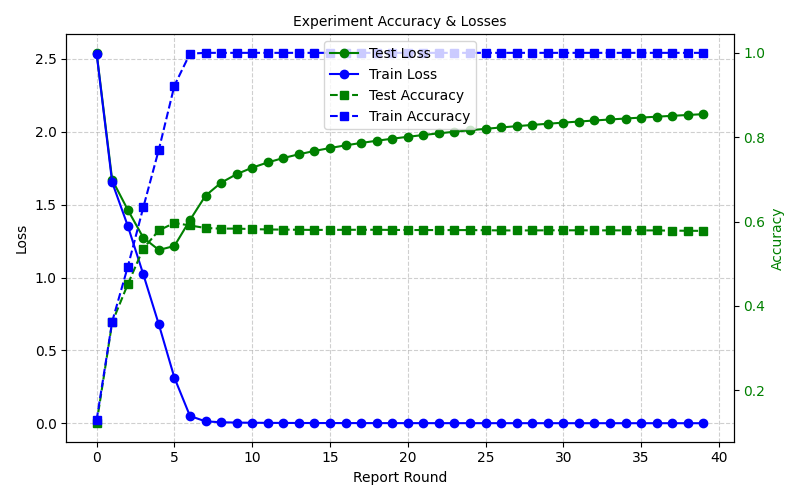 Experiment Accuracy & Losses
Test Loss
Train Loss
Test Accuracy
Train Accuracy
Loss
2.5
2.0
1.5
1.0
0.5
0.0
1.0
0.8
0.6
0.4
0.2
Accuracy
0 5 10 15 20 25 30 35 40
Report Round